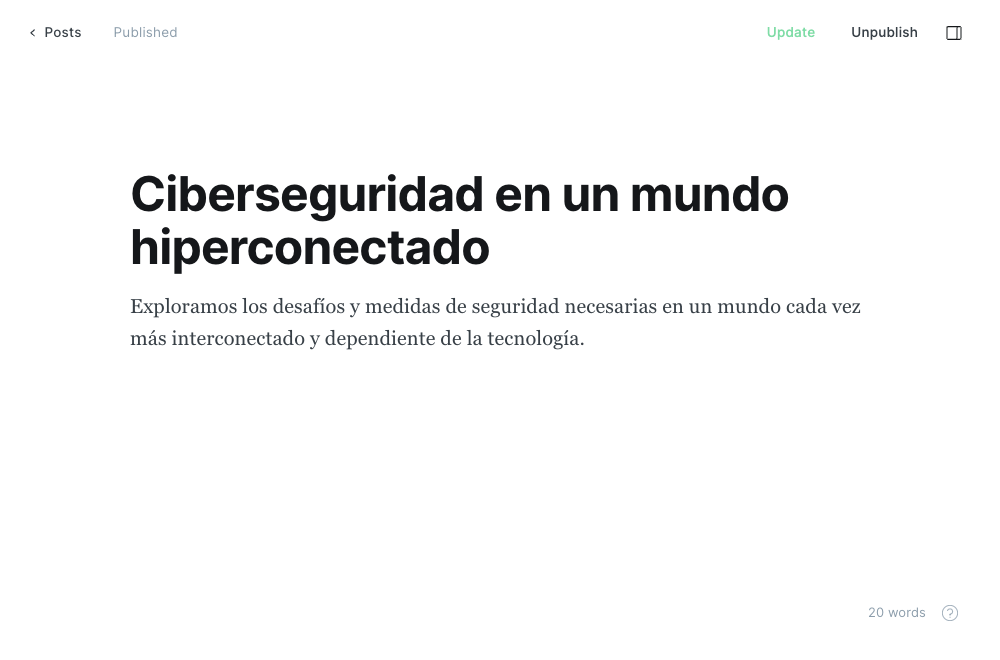 Posts
Published
Update
Unpublish
Ciberseguridad en un mundo
hiperconectado
Exploramos los desafíos y medidas de seguridad necesarias en un mundo cada vez
más interconectado y dependiente de la tecnología.
20 words
?